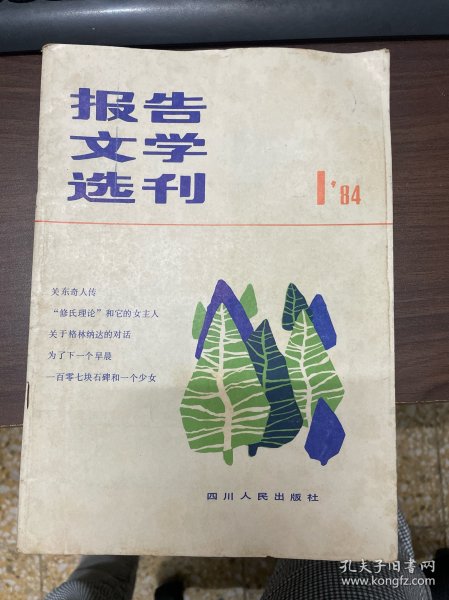 报告
文学
选刊
1'84
关东奇人传
“修氏理论”和它的女主人
关于格林纳达的对话
为了下一个早晨
一百零七块石碑和一个少女
四川人民出版社
孔夫子旧书网
www.kongfz.com